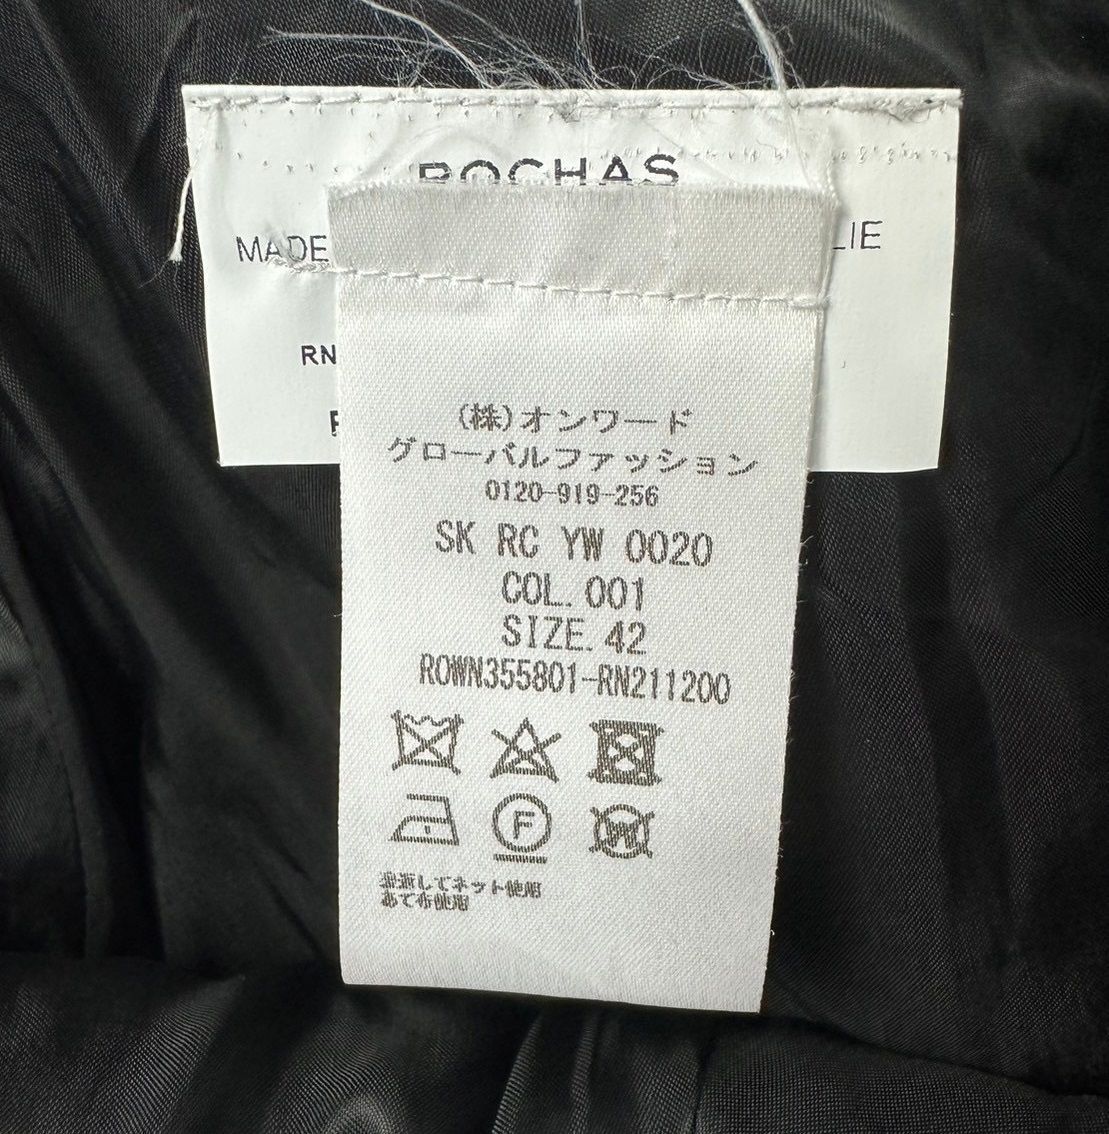 ROCHAS
MADE LIE
RN
(株)オンワード
グローバルファッション
0120-919-256
SK RC YW 0020
COL. 001
SIZE. 42
ROWN355801-RN211200
F
W
裏返してネット使用
あて布使用